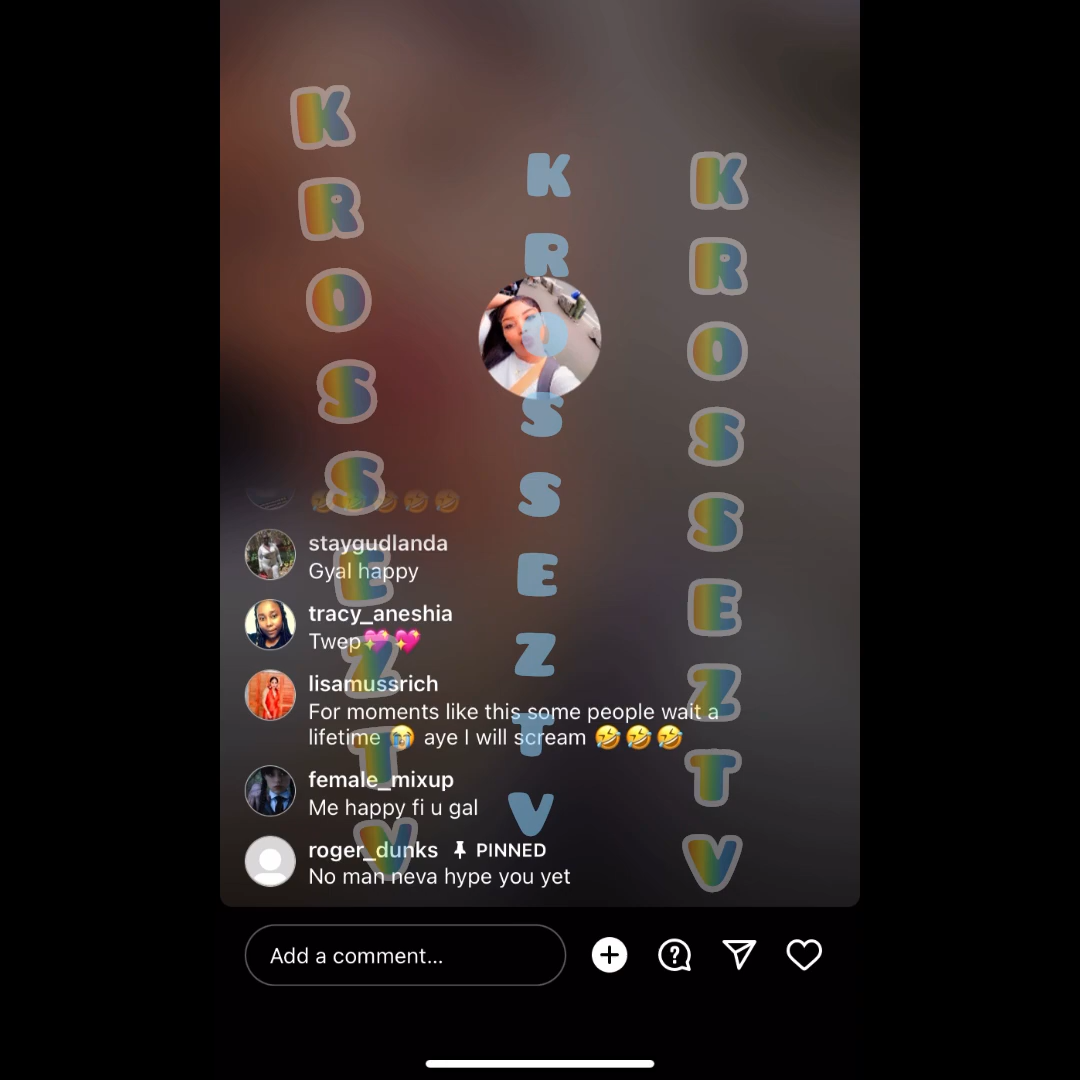 KROSSEZTV
KROSSEZTV
KROSSEZTV
🤣🤣🤣🤣🤣
staygudlanda
Gyal happy
tracy_aneshia
Twep💖💖
lisamussrich
For moments like this some people wait a
lifetime 😭 aye I will scream 🤣🤣🤣
female_mixup
Me happy fi u gal
roger_dunks PINNED
No man neva hype you yet
Add a comment...